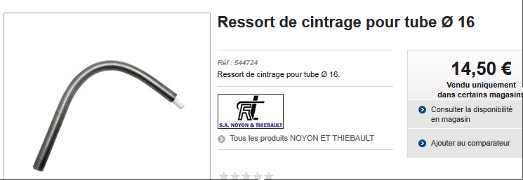 Ressort de cintrage pour tube Ø 16
Réf : 544724
Ressort de cintrage pour tube Ø 16.
S.A. NOYON & THIEBAULT
Tous les produits NOYON ET THIEBAULT
14,50 €
Vendu uniquement
dans certains magasins
Consulter la disponibilité
en magasin
Ajouter au comparateur